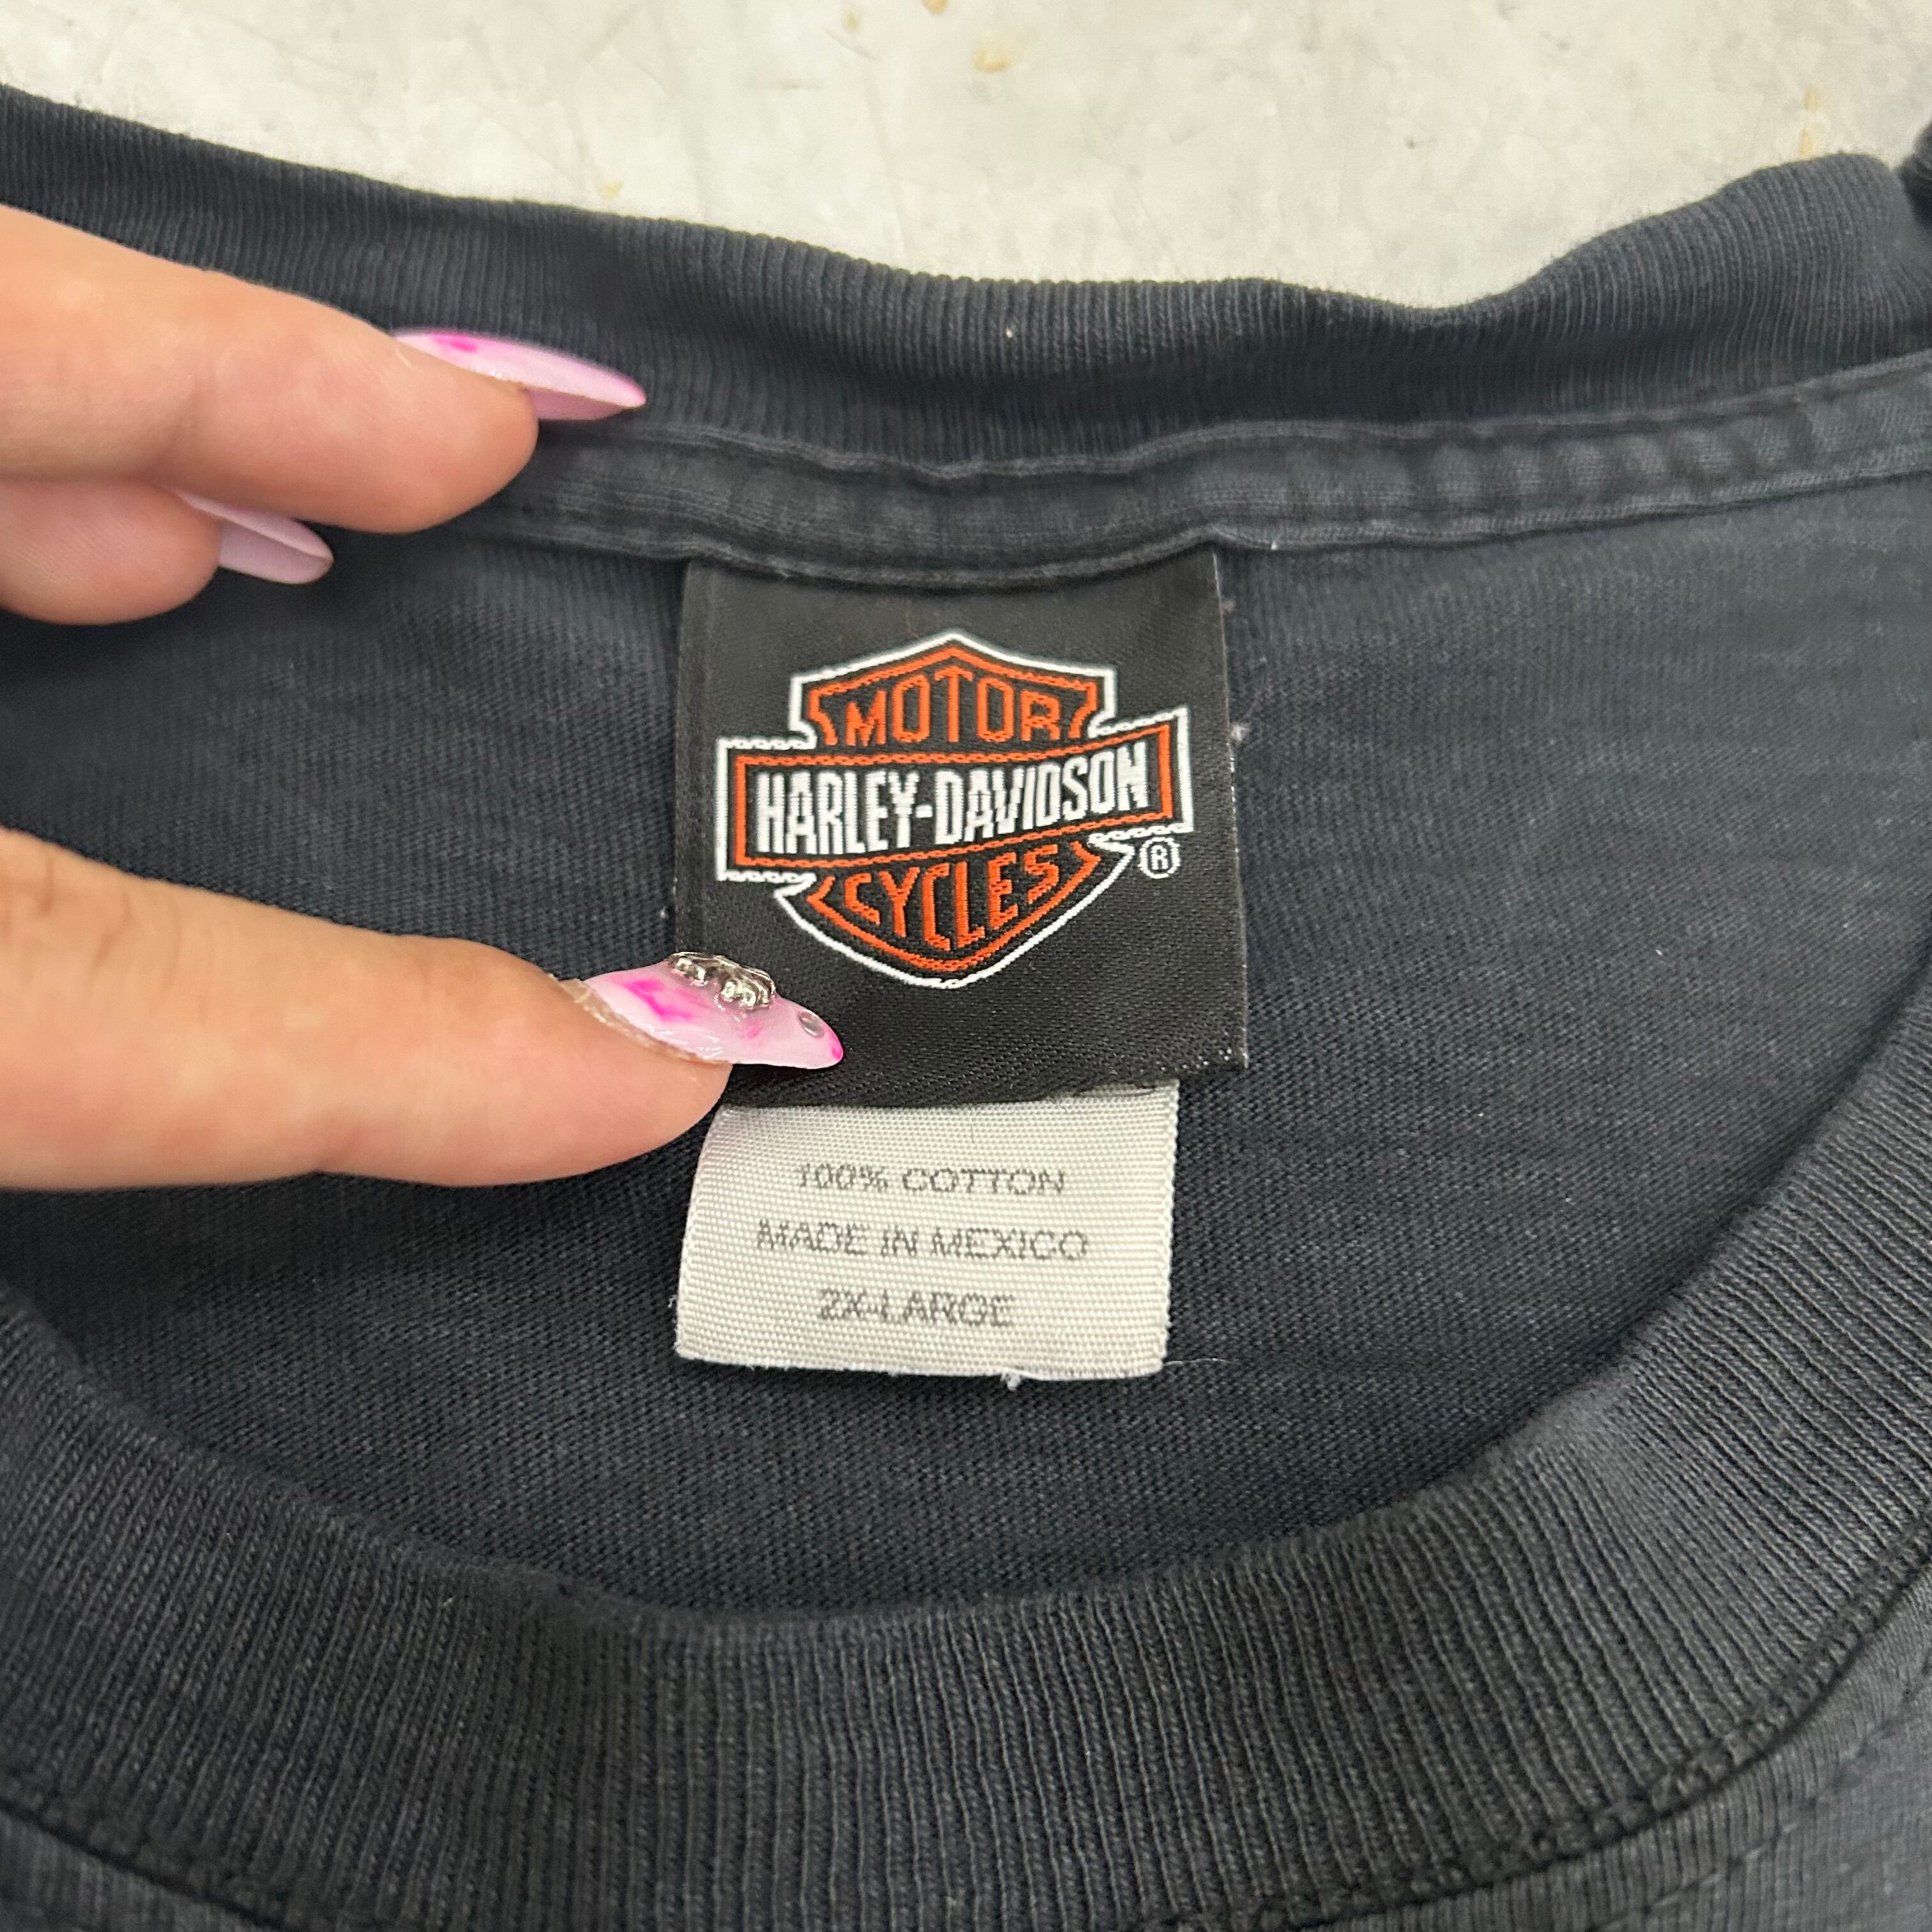 MOTOR
HARLEY-DAVIDSON
CYCLES ®
100% COTTON
MADE IN MEXICO
2X-LARGE